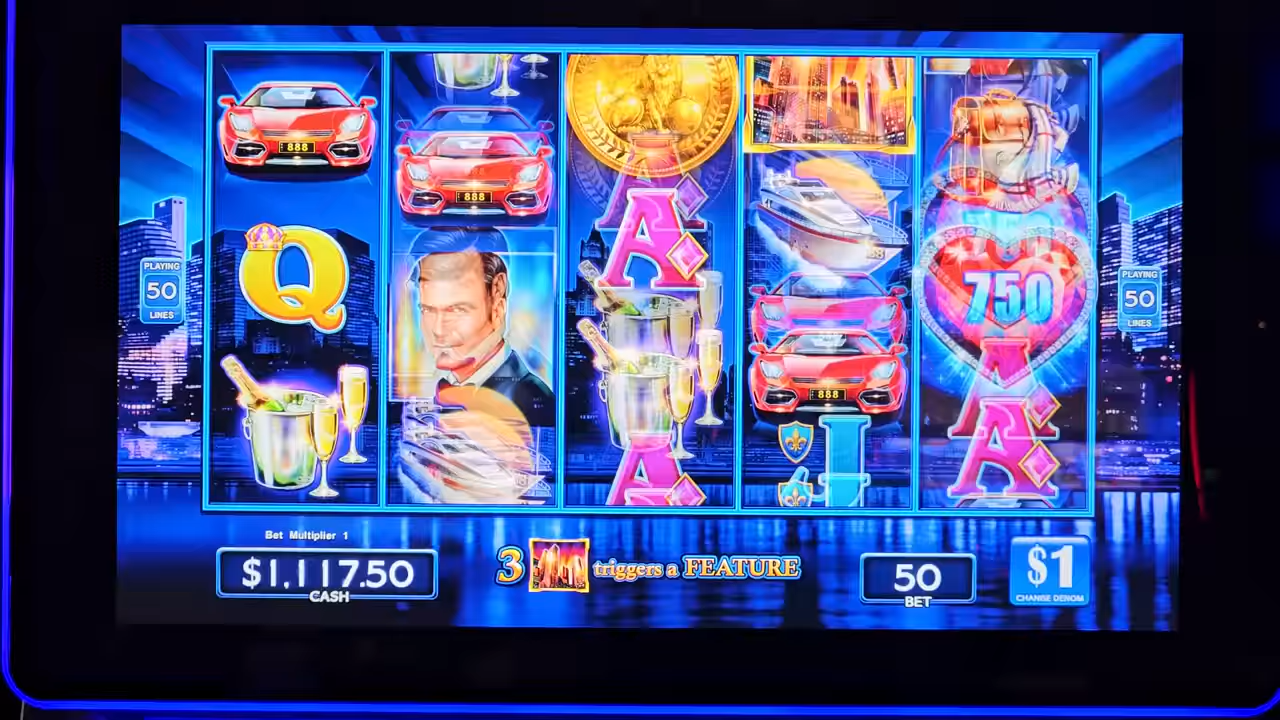 888
888
Q
A
750
PLAYING
50
LINES
PLAYING
50
LINES
888
A
J
A
Bet Multiplier 1
$1,117.50
CASH
3 triggers a FEATURE
50
BET
$1
CHANGE DENOM